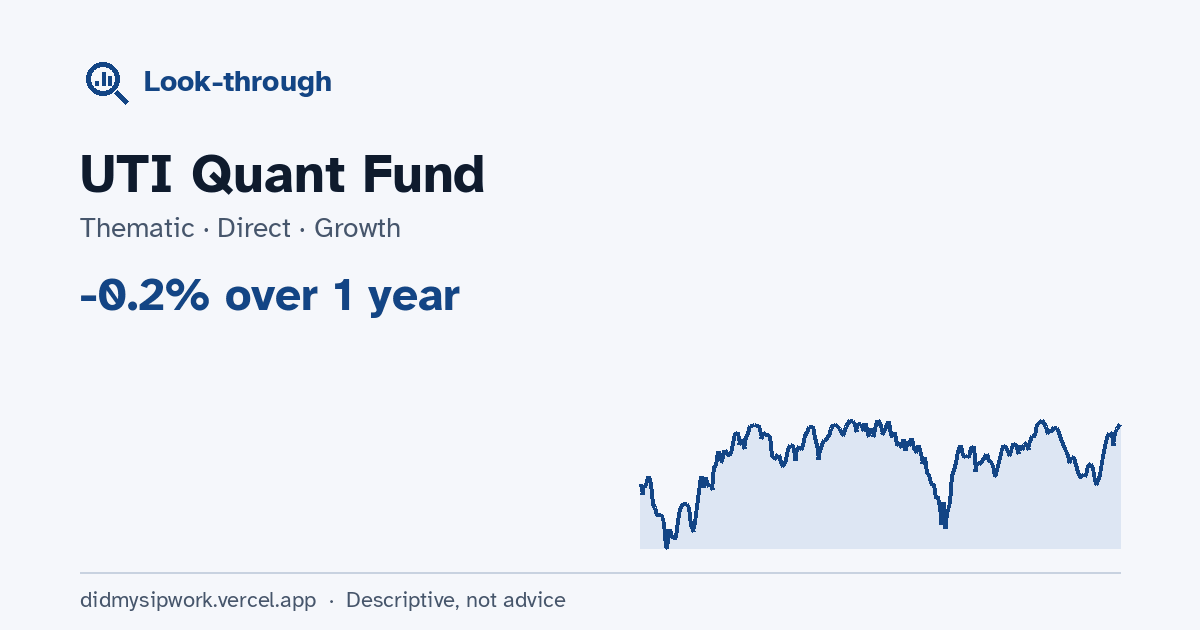 Look-through
UTI Quant Fund
Thematic · Direct · Growth
-0.2% over 1 year
didmysipwork.vercel.app · Descriptive, not advice